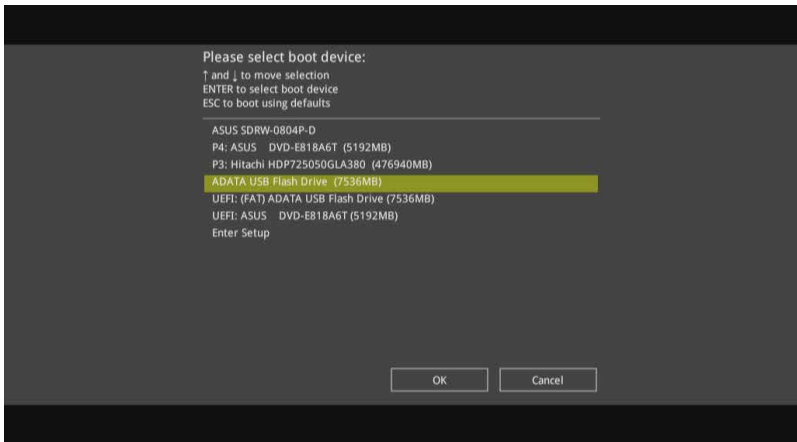 Please select boot device:
↑ and ↓ to move selection
ENTER to select boot device
ESC to boot using defaults
ASUS SDRW-0804P-D
P4: ASUS DVD-E818A6T (5192MB)
P3: Hitachi HDP725050GLA380 (476940MB)
ADATA USB Flash Drive (7536MB)
UEFI: (FAT) ADATA USB Flash Drive (7536MB)
UEFI: ASUS DVD-E818A6T (5192MB)
Enter Setup
OK Cancel